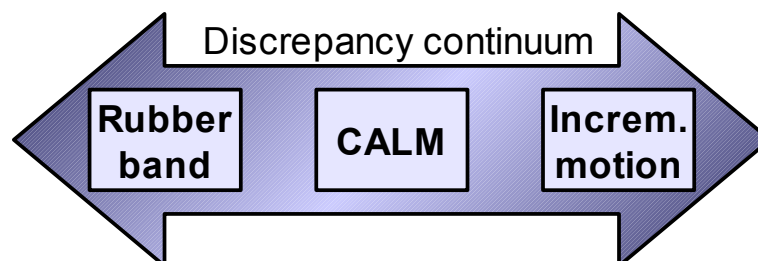 Discrepancy continuum
Rubber
band
CALM
Increm.
motion